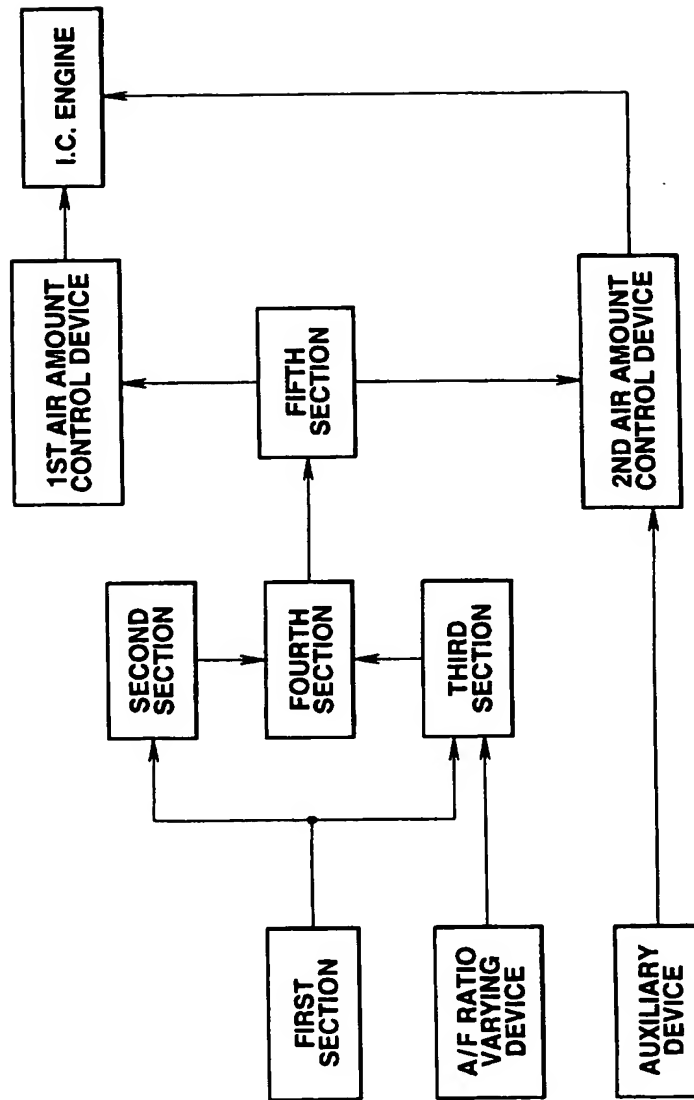 FIRST
SECTION
A/F RATIO
VARYING
DEVICE
AUXILIARY
DEVICE
SECOND
SECTION
FOURTH
SECTION
THIRD
SECTION
FIFTH
SECTION
1ST AIR AMOUNT
CONTROL DEVICE
2ND AIR AMOUNT
CONTROL DEVICE
I.C. ENGINE